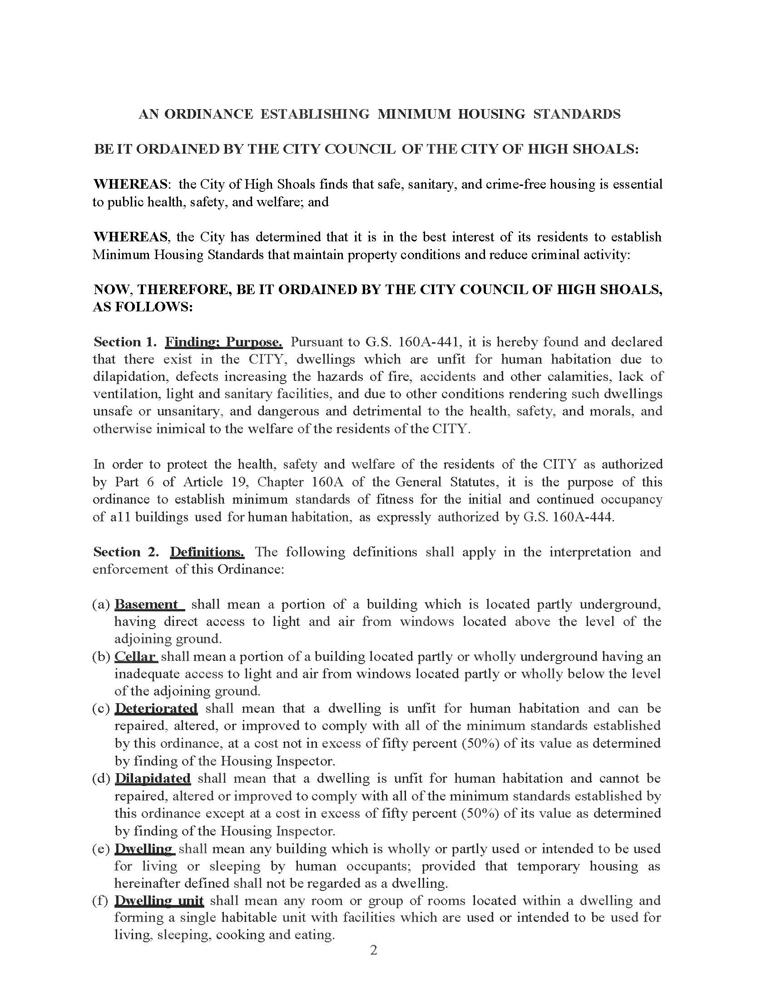 AN ORDINANCE ESTABLISHING MINIMUM HOUSING STANDARDS
BE IT ORDAINED BY THE CITY COUNCIL OF THE CITY OF HIGH SHOALS:
WHEREAS: the City of High Shoals finds that safe, sanitary, and crime-free housing is essential
to public health, safety, and welfare; and
WHEREAS, the City has determined that it is in the best interest of its residents to establish
Minimum Housing Standards that maintain property conditions and reduce criminal activity:
NOW, THEREFORE, BE IT ORDAINED BY THE CITY COUNCIL OF HIGH SHOALS,
AS FOLLOWS:
Section 1. Finding; Purpose. Pursuant to G.S. 160A-441, it is hereby found and declared
that there exist in the CITY, dwellings which are unfit for human habitation due to
dilapidation, defects increasing the hazards of fire, accidents and other calamities, lack of
ventilation, light and sanitary facilities, and due to other conditions rendering such dwellings
unsafe or unsanitary, and dangerous and detrimental to the health, safety, and morals, and
otherwise inimical to the welfare of the residents of the CITY.
In order to protect the health, safety and welfare of the residents of the CITY as authorized
by Part 6 of Article 19, Chapter 160A of the General Statutes, it is the purpose of this
ordinance to establish minimum standards of fitness for the initial and continued occupancy
of a11 buildings used for human habitation, as expressly authorized by G.S. 160A-444.
Section 2. Definitions. The following definitions shall apply in the interpretation and
enforcement of this Ordinance:
(a) Basement shall mean a portion of a building which is located partly underground,
having direct access to light and air from windows located above the level of the
adjoining ground.
(b) Cellar shall mean a portion of a building located partly or wholly underground having an
inadequate access to light and air from windows located partly or wholly below the level
of the adjoining ground.
(c) Deteriorated shall mean that a dwelling is unfit for human habitation and can be
repaired, altered, or improved to comply with all of the minimum standards established
by this ordinance, at a cost not in excess of fifty percent (50%) of its value as determined
by finding of the Housing Inspector.
(d) Dilapidated shall mean that a dwelling is unfit for human habitation and cannot be
repaired, altered or improved to comply with all of the minimum standards established by
this ordinance except at a cost in excess of fifty percent (50%) of its value as determined
by finding of the Housing Inspector.
(e) Dwelling shall mean any building which is wholly or partly used or intended to be used
for living or sleeping by human occupants; provided that temporary housing as
hereinafter defined shall not be regarded as a dwelling.
(f) Dwelling unit shall mean any room or group of rooms located within a dwelling and
forming a single habitable unit with facilities which are used or intended to be used for
living, sleeping, cooking and eating.
2